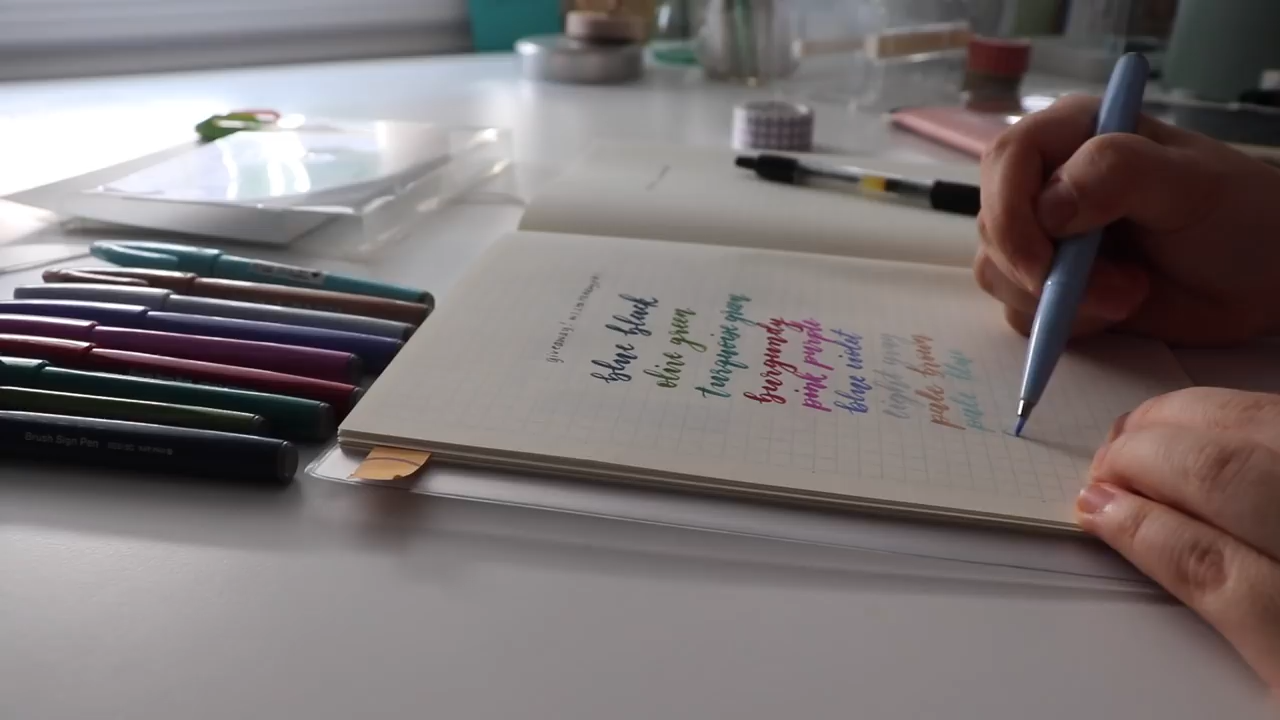 blue black
olive green
turquoise green
burgundy
pink purple
blue violet
light gray
pale brown
pale blue
Brush Sign Pen